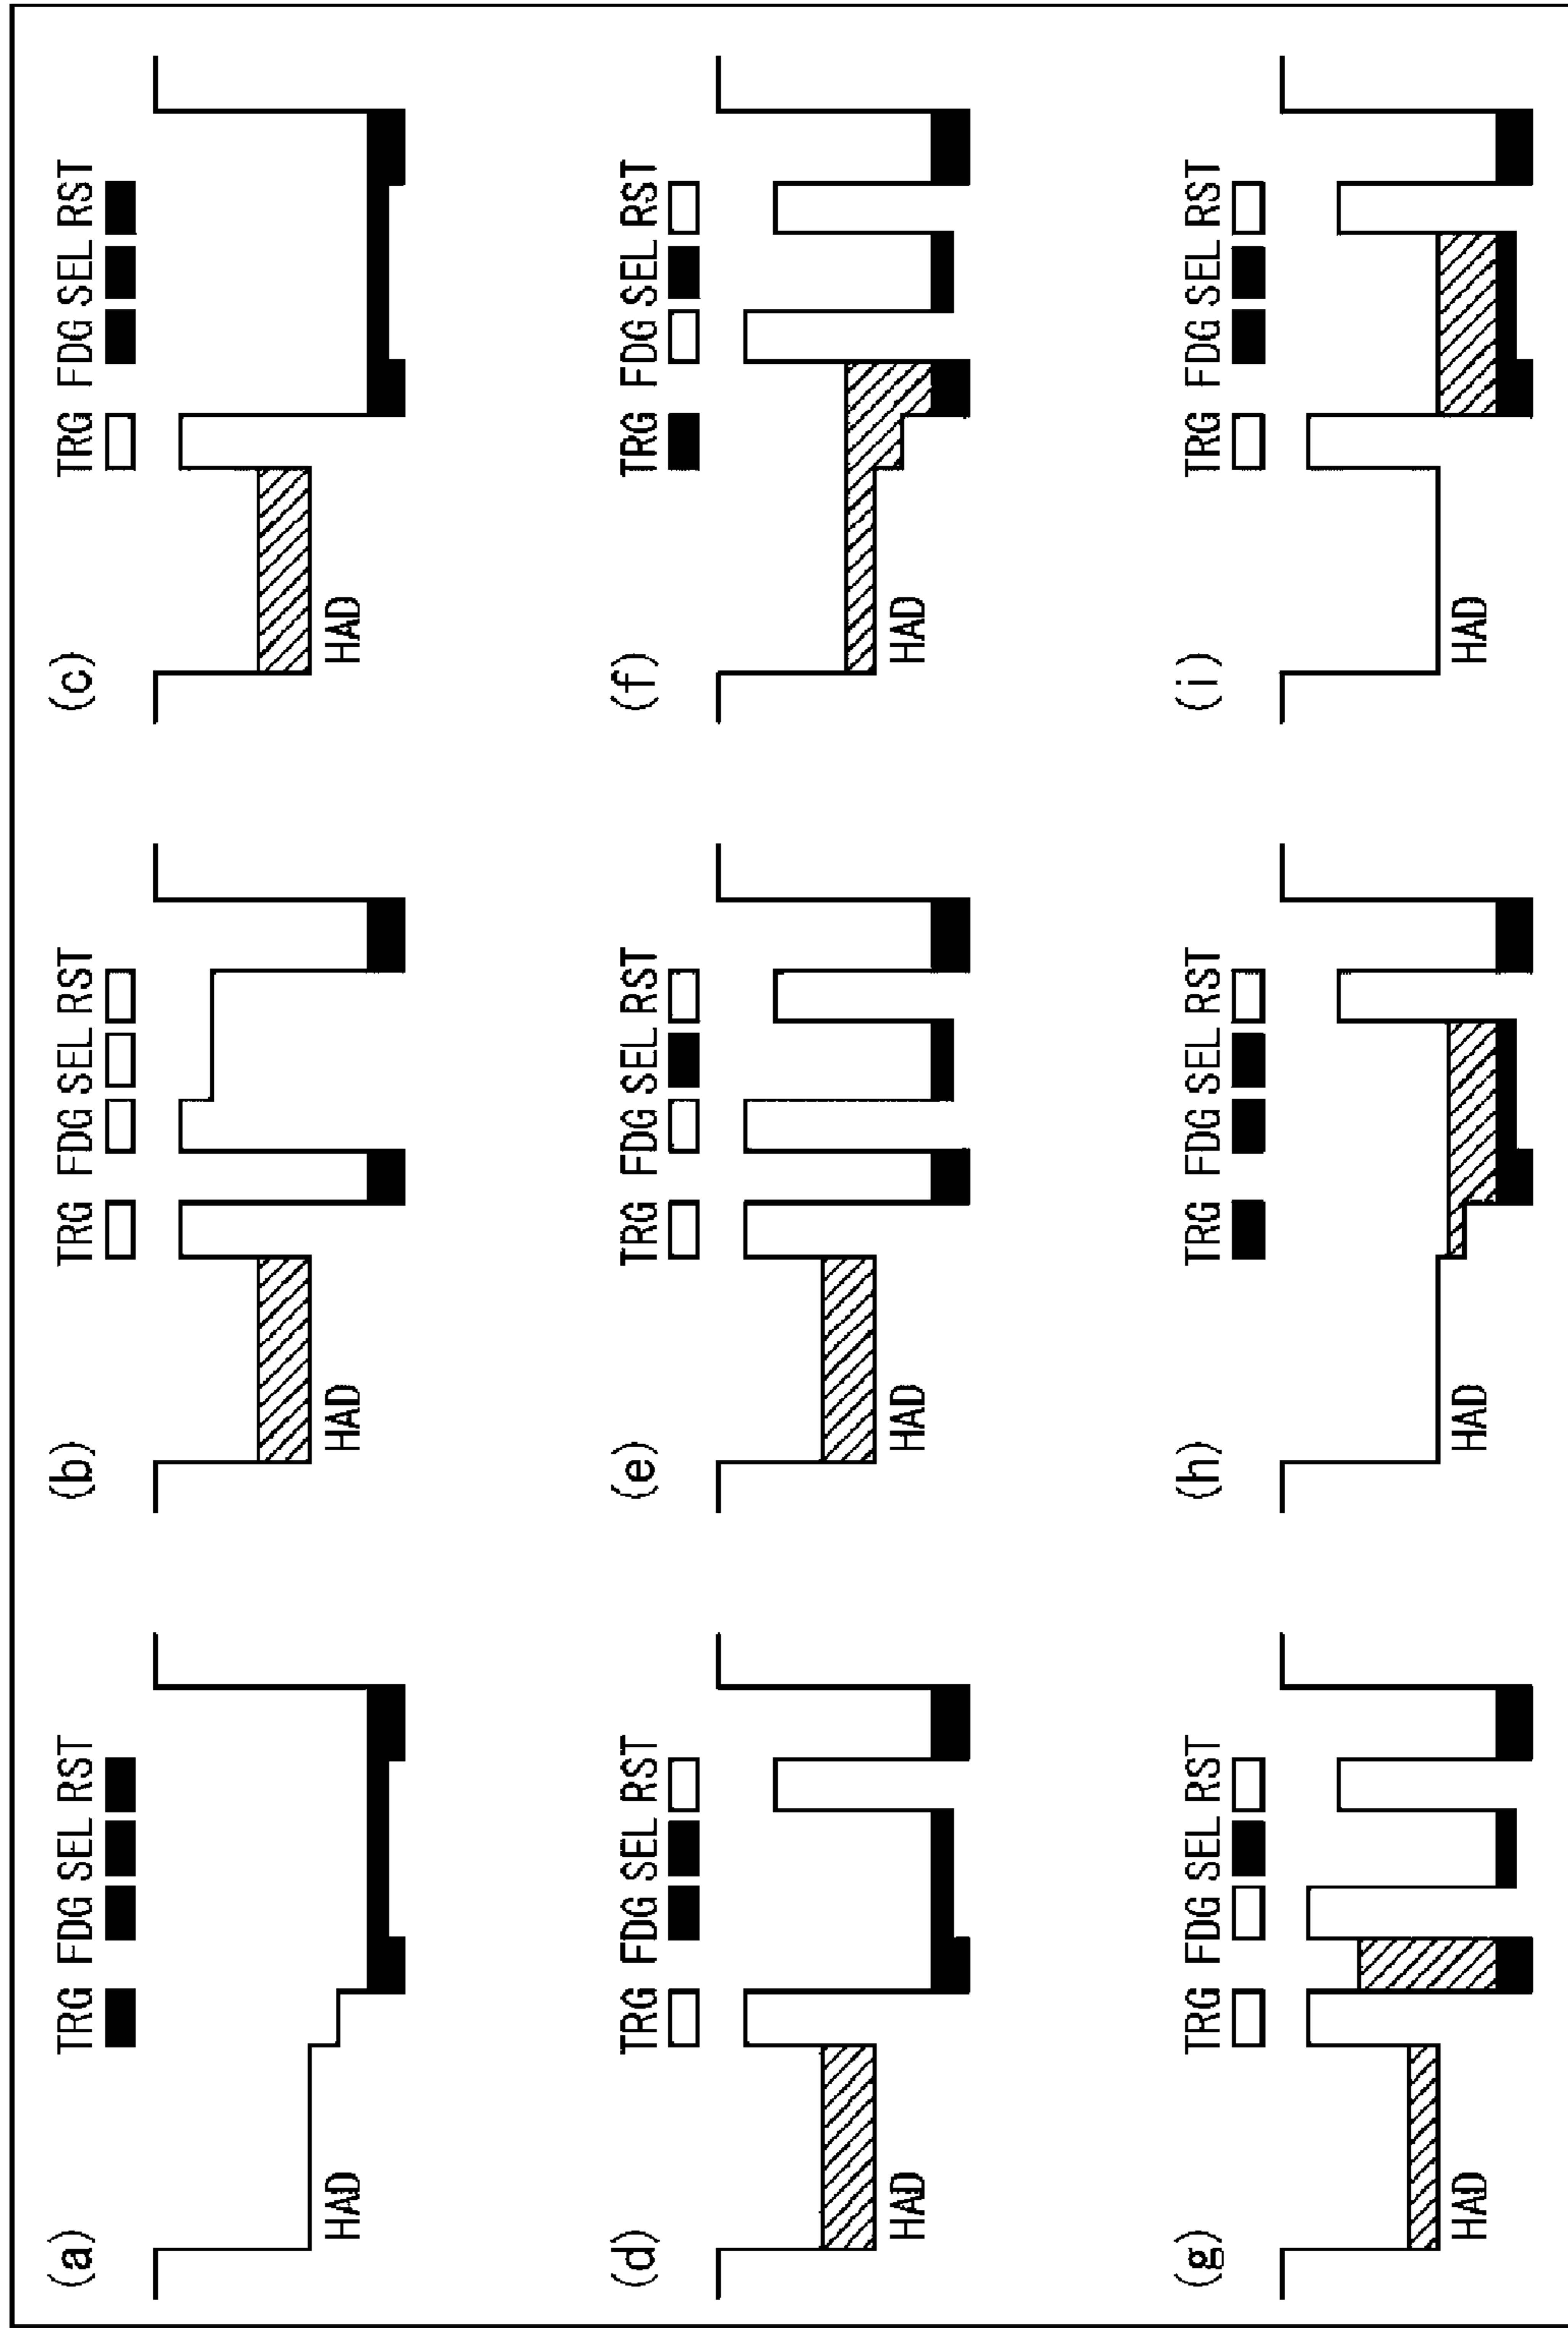 (a)
TRG FDG SEL RST
HAD
(b)
TRG FDG SEL RST
HAD
(c)
TRG FDG SEL RST
HAD
(d)
TRG FDG SEL RST
HAD
(e)
TRG FDG SEL RST
HAD
(f)
TRG FDG SEL RST
HAD
(g)
TRG FDG SEL RST
HAD
(h)
TRG FDG SEL RST
HAD
(i)
TRG FDG SEL RST
HAD